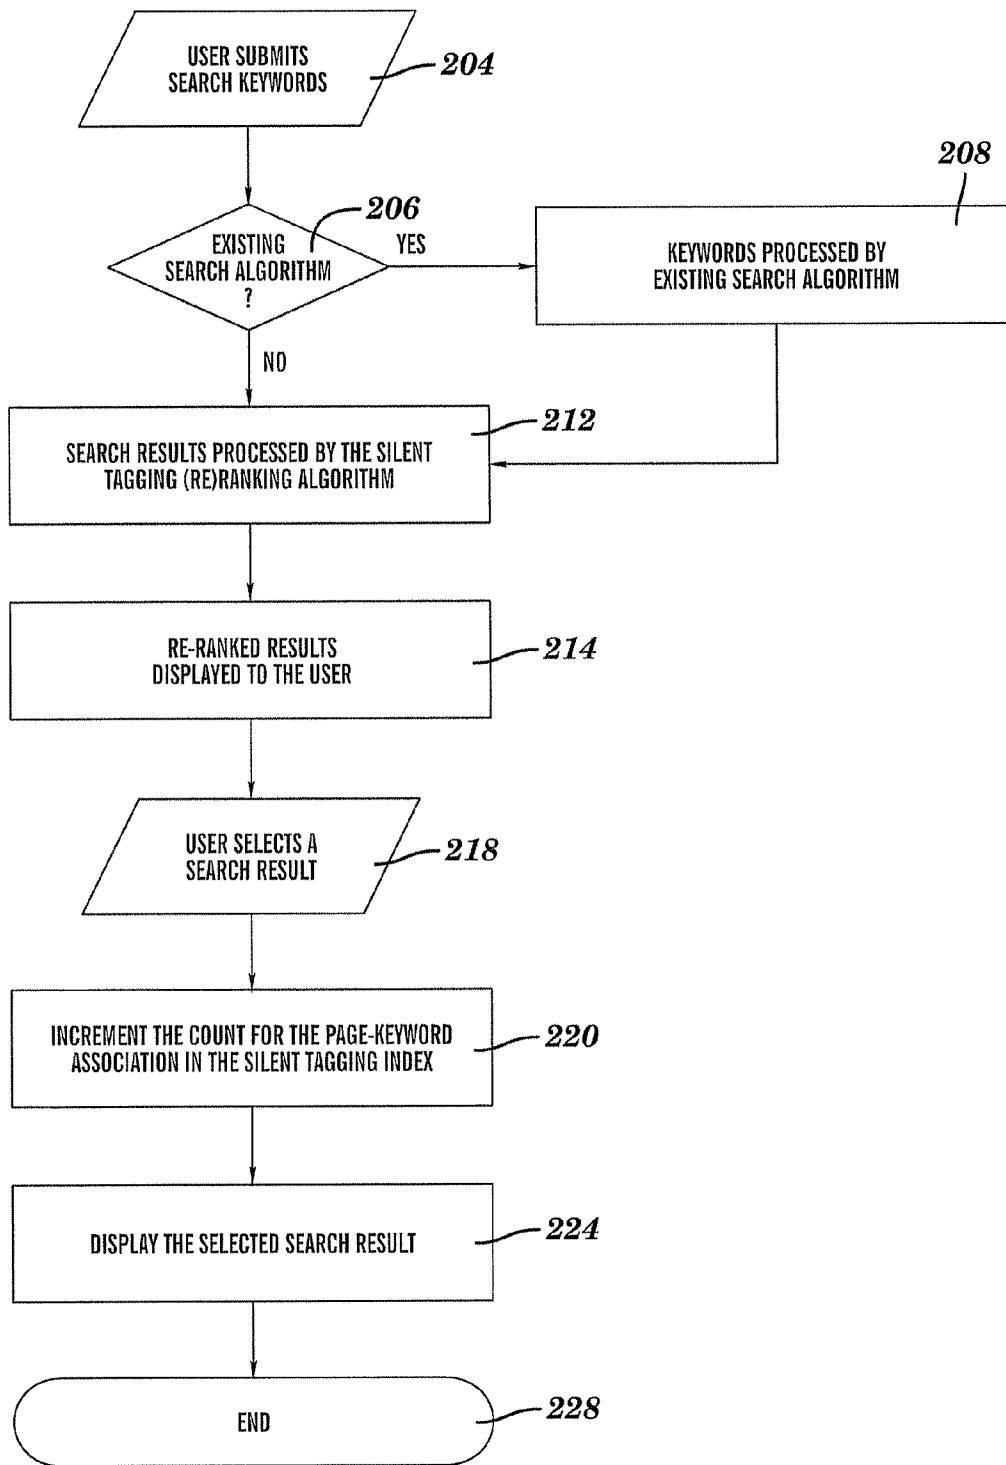 USER SUBMITS
SEARCH KEYWORDS
204
208
206
EXISTING
SEARCH ALGORITHM
?
YES
KEYWORDS PROCESSED BY
EXISTING SEARCH ALGORITHM
NO
212
SEARCH RESULTS PROCESSED BY THE SILENT
TAGGING (RE)RANKING ALGORITHM
RE-RANKED RESULTS
DISPLAYED TO THE USER
214
USER SELECTS A
SEARCH RESULT
218
INCREMENT THE COUNT FOR THE PAGE-KEYWORD
ASSOCIATION IN THE SILENT TAGGING INDEX
220
DISPLAY THE SELECTED SEARCH RESULT
224
END
228